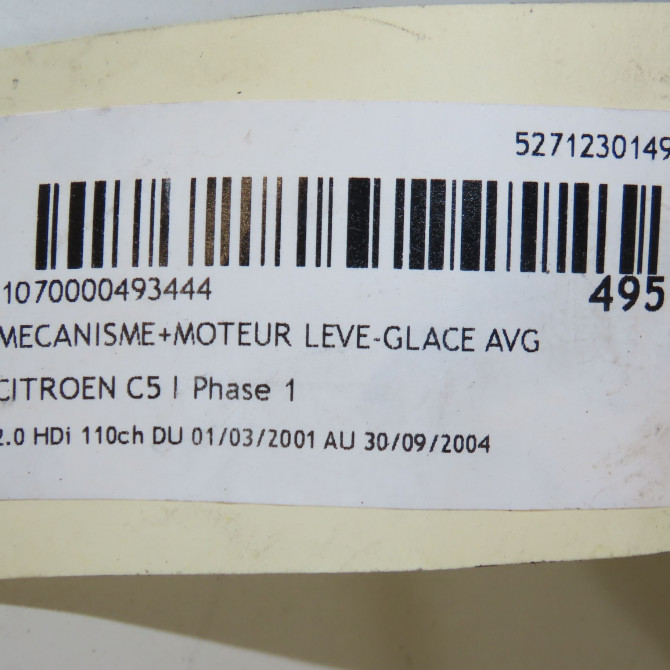 5271230149
1070000493444
495
MECANISME+MOTEUR LEVE-GLACE AVG
CITROEN C5 I Phase 1
2.0 HDi 110ch DU 01/03/2001 AU 30/09/2004